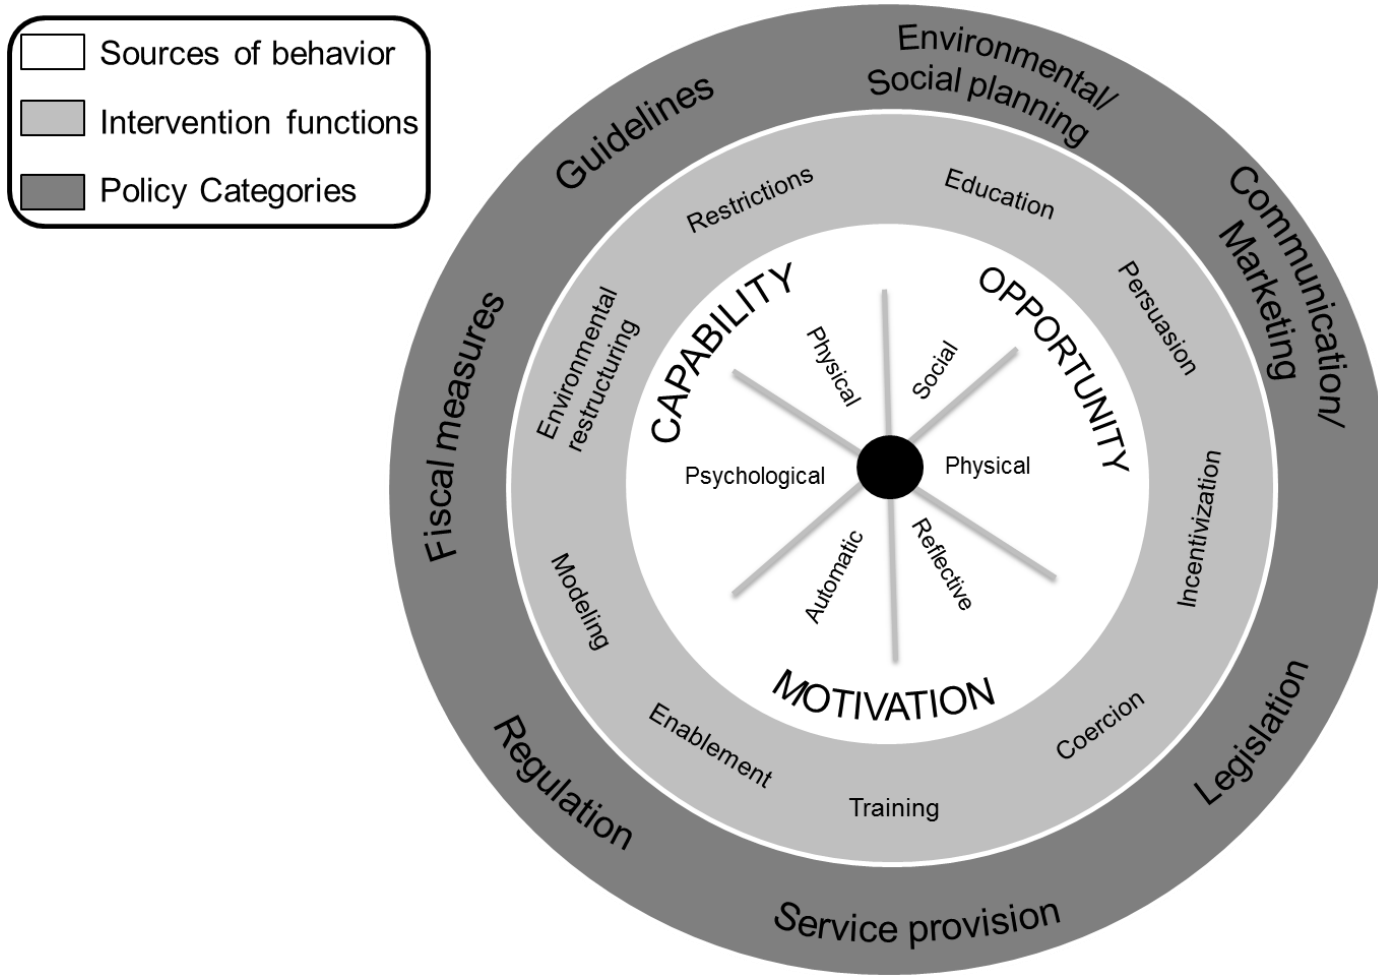 Sources of behavior
Intervention functions
Policy Categories
Environmental/
Social planning
Communication/
Marketing
Legislation
Service provision
Regulation
Fiscal measures
Guidelines
Restrictions
Education
Persuasion
Incentivization
Coercion
Training
Enablement
Modeling
Environmental
restructuring
CAPABILITY
OPPORTUNITY
MOTIVATION
Physical
Social
Physical
Reflective
Automatic
Psychological